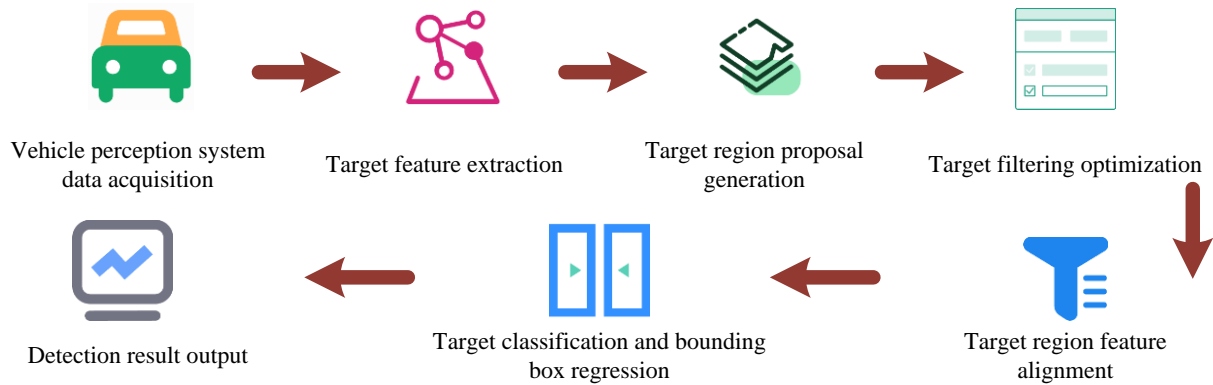 Vehicle perception system
data acquisition
Target feature extraction
Target region proposal
generation
Target filtering optimization
Target region feature
alignment
Target classification and bounding
box regression
Detection result output